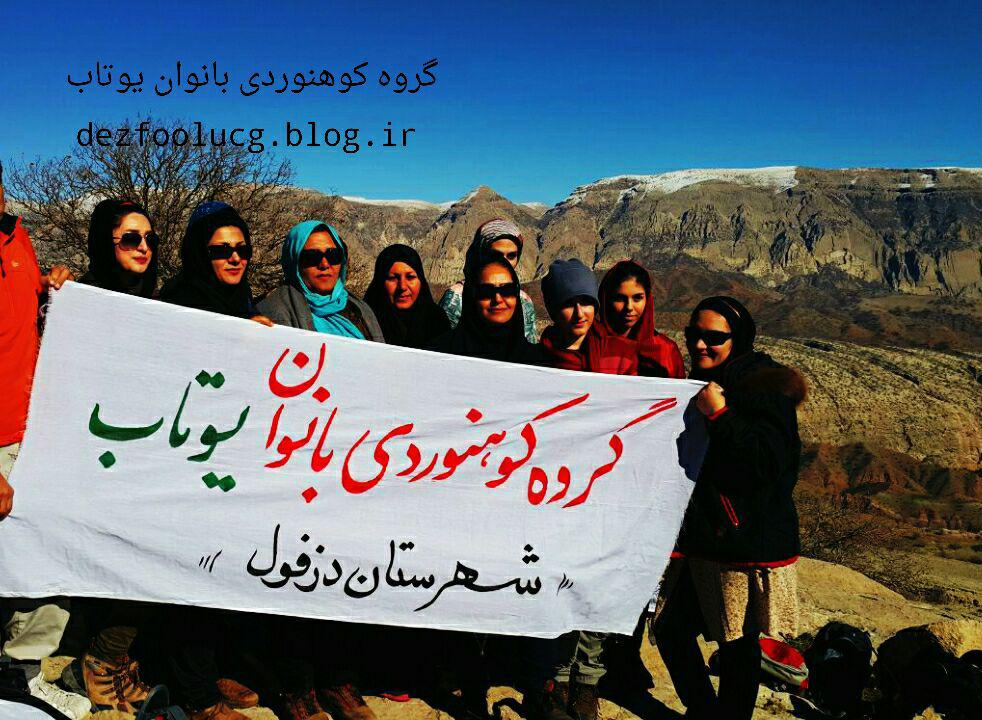 گروه کوهنوردی بانوان یوتاب
dezfoolucg.blog.ir
گروه کوهنوردی بانوان یوتاب
"شهرستان دزفول"